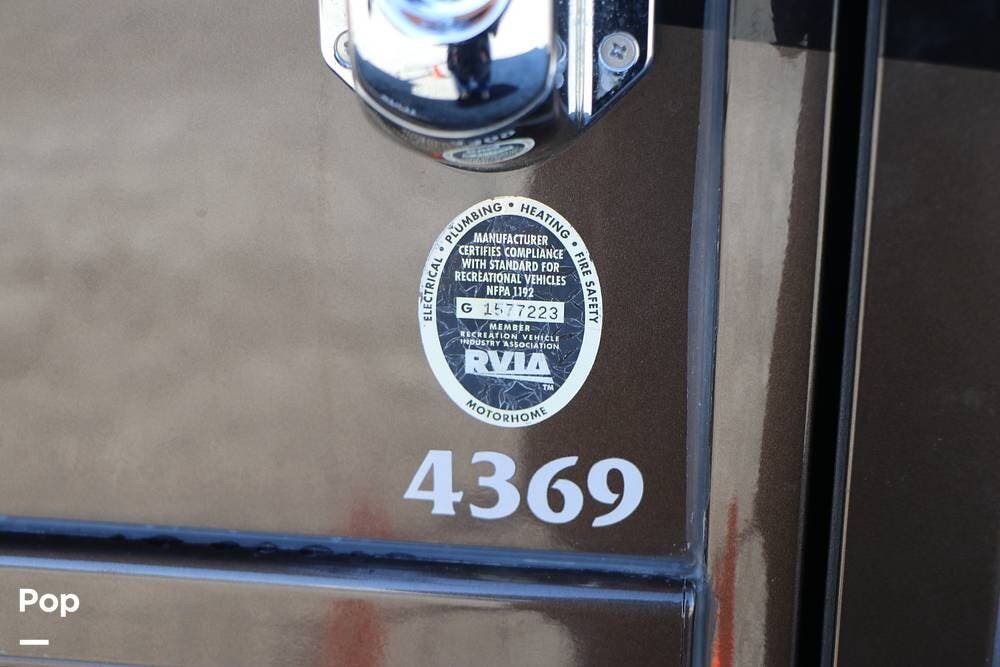 ELECTRICAL • PLUMBING • HEATING • FIRE SAFETY
MANUFACTURER
CERTIFIES COMPLIANCE
WITH STANDARD FOR
RECREATIONAL VEHICLES
NFPA 1192
G 1577223
MEMBER
RECREATION VEHICLE
INDUSTRY ASSOCIATION
RVIA
TM
MOTORHOME
4369
Pop